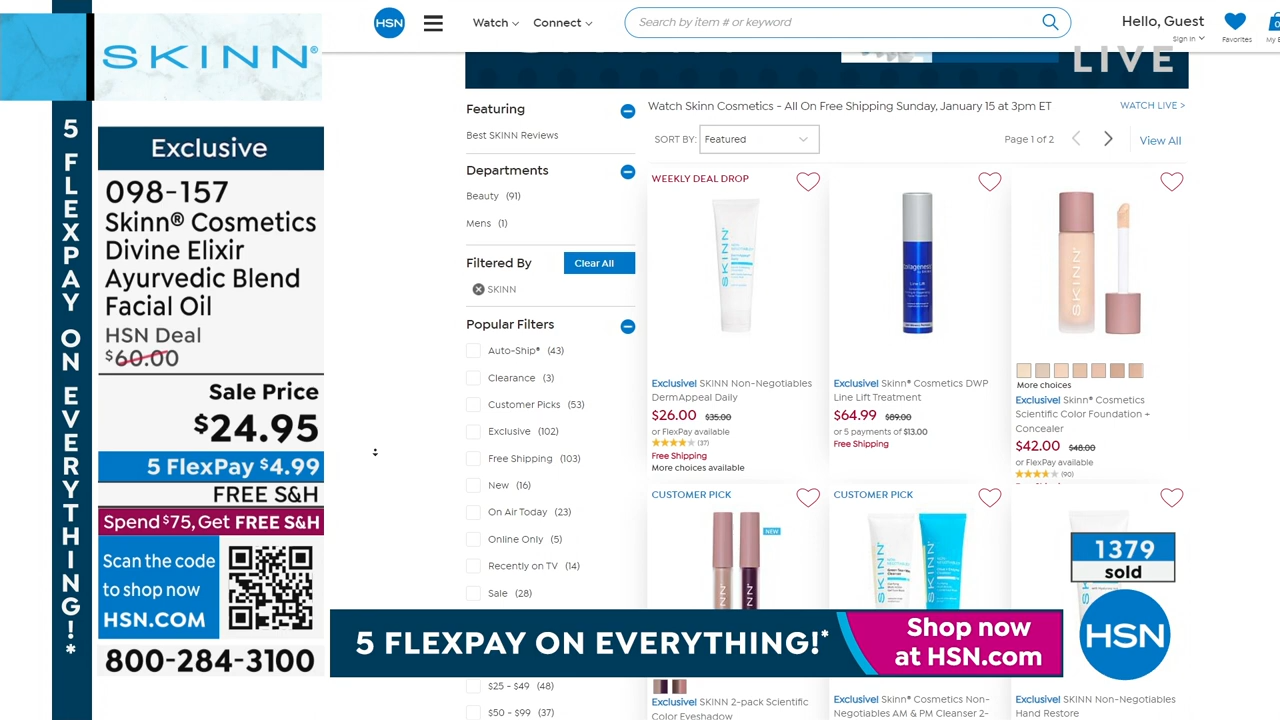 SKINN®
5 FLEXPAY ON EVERYTHING!*
Exclusive
098-157
Skinn® Cosmetics
Divine Elixir
Ayurvedic Blend
Facial Oil
HSN Deal
$60.00
Sale Price
$24.95
5 FlexPay $4.99
FREE S&H
Spend $75, Get FREE S&H
Scan the code
to shop now
HSN.COM
800-284-3100
HSN
Watch
Connect
Search by item # or keyword
Hello, Guest
Sign In
Favorites
LIVE
Featuring
Best SKINN Reviews
Departments
Beauty (91)
Mens (1)
Filtered By
Clear All
SKINN
Popular Filters
Auto-Ship® (43)
Clearance (3)
Customer Picks (53)
Exclusive (102)
Free Shipping (103)
New (16)
On Air Today (23)
Online Only (5)
Recently on TV (14)
Sale (28)
$25 - $49 (48)
$50 - $99 (37)
Watch Skinn Cosmetics - All On Free Shipping Sunday, January 15 at 3pm ET
WATCH LIVE >
SORT BY: Featured
Page 1 of 2
View All
WEEKLY DEAL DROP
SKINN
Exclusive! SKINN Non-Negotiables
DermAppeal Daily
$26.00 $35.00
or FlexPay available
(37)
Free Shipping
More choices available
collagenesis
Line Lift
Exclusive! Skinn® Cosmetics DWP
Line Lift Treatment
$64.99 $89.00
or 5 payments of $13.00
Free Shipping
SKINN
More choices
Exclusive! Skinn® Cosmetics
Scientific Color Foundation +
Concealer
$42.00 $48.00
or FlexPay available
(90)
CUSTOMER PICK
NEW
SKINN
Exclusive! SKINN 2-pack Scientific
Color Eyeshadow
CUSTOMER PICK
SKINN
SKINN
Exclusive! Skinn® Cosmetics Non-
Negotiables AM & PM Cleanser 2-
Exclusive! SKINN Non-Negotiables
Hand Restore
1379
sold
5 FLEXPAY ON EVERYTHING!*
Shop now
at HSN.com
HSN